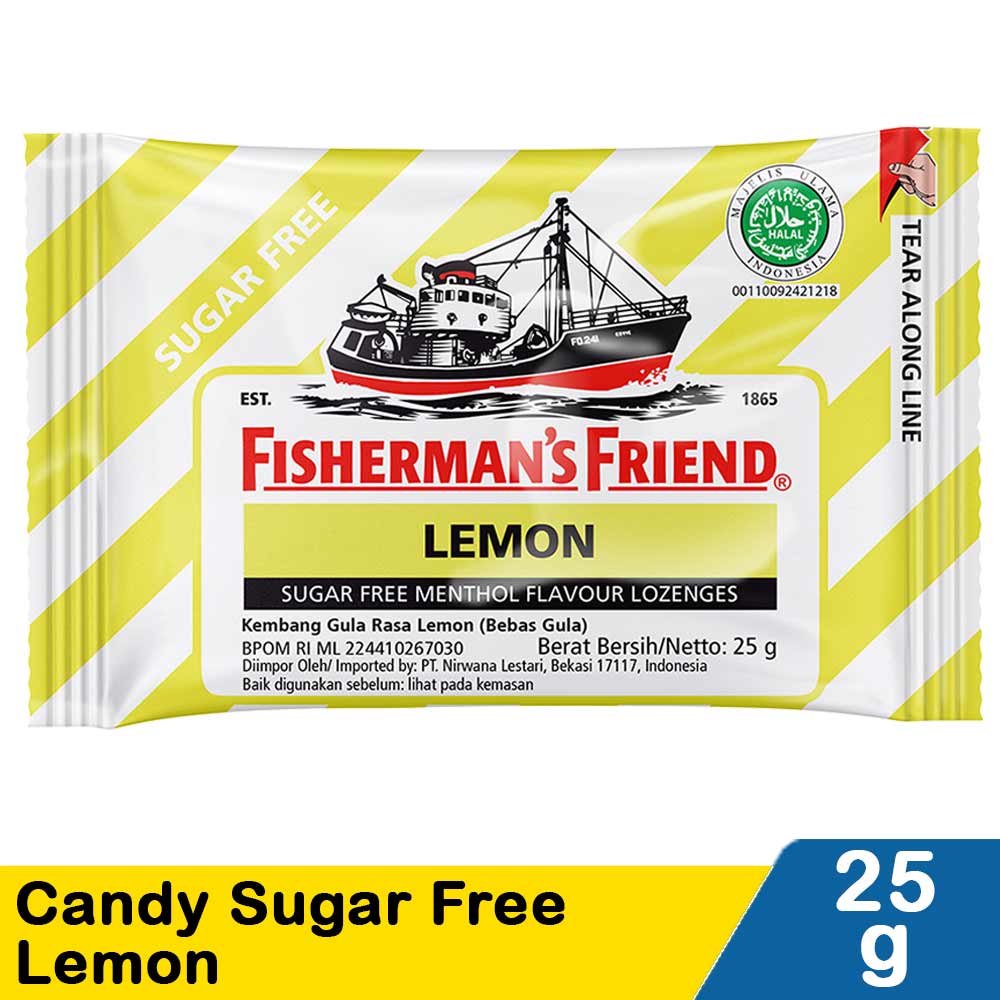 SUGAR FREE
MAJELIS ULAMA
حلال
HALAL
INDONESIA
00110092421218
TEAR ALONG LINE
FD.241
EST. 1865
FISHERMAN'S FRIEND®
LEMON
SUGAR FREE MENTHOL FLAVOUR LOZENGES
Kembang Gula Rasa Lemon (Bebas Gula)
BPOM RI ML 224410267030 Berat Bersih/Netto: 25 g
Diimpor Oleh/ Imported by: PT. Nirwana Lestari, Bekasi 17117, Indonesia
Baik digunakan sebelum: lihat pada kemasan
Candy Sugar Free
Lemon
25
g